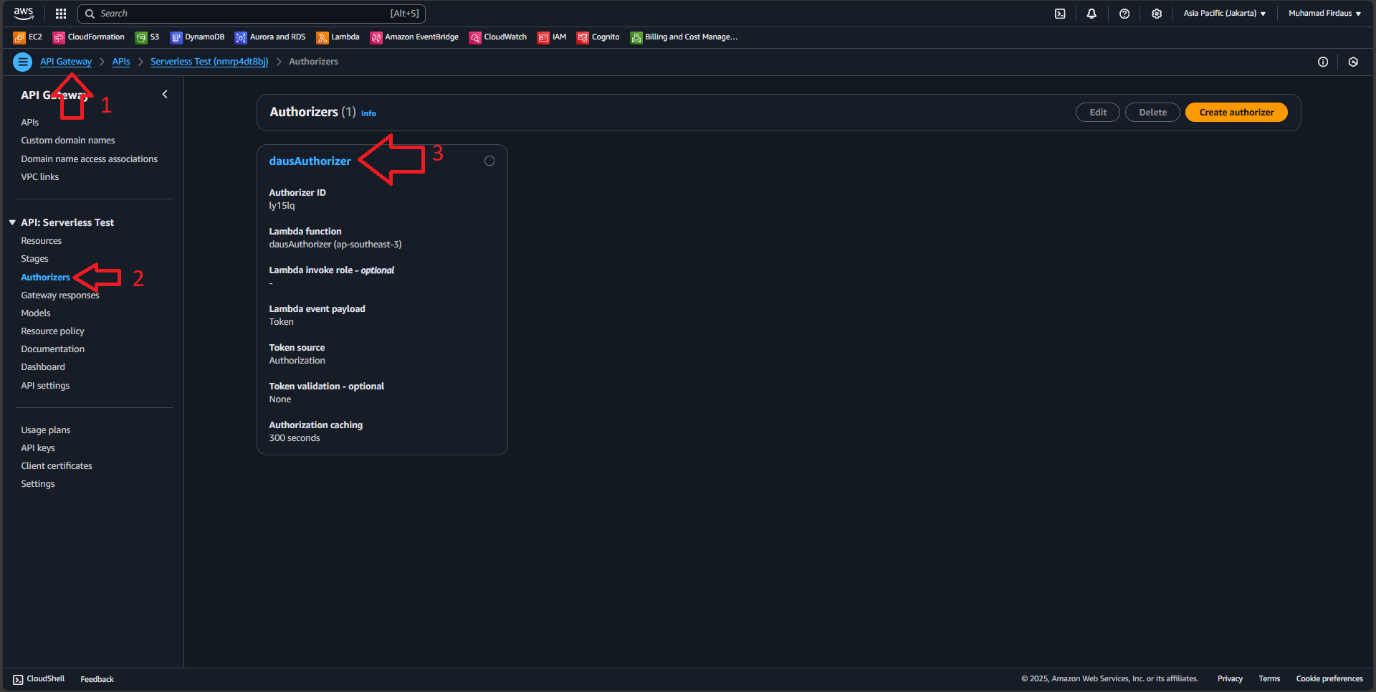 aws Search [Alt+S] Asia Pacific (Jakarta) Muhamad Firdaus
EC2 CloudFormation S3 DynamoDB Aurora and RDS Lambda Amazon EventBridge CloudWatch IAM Cognito Billing and Cost Manage...
API Gateway > APIs > Serverless Test (nmrp4dt8bj) > Authorizers
API Gateway
1
APIs
Custom domain names
Domain name access associations
VPC links
API: Serverless Test
Resources
Stages
Authorizers
2
Gateway responses
Models
Resource policy
Documentation
Dashboard
API settings
Usage plans
API keys
Client certificates
Settings
Authorizers (1) Info
Edit Delete Create authorizer
dausAuthorizer
3
Authorizer ID
ly15lq
Lambda function
dausAuthorizer (ap-southeast-3)
Lambda invoke role - optional
-
Lambda event payload
Token
Token source
Authorization
Token validation - optional
None
Authorization caching
300 seconds
CloudShell Feedback © 2025, Amazon Web Services, Inc. or its affiliates. Privacy Terms Cookie preferences